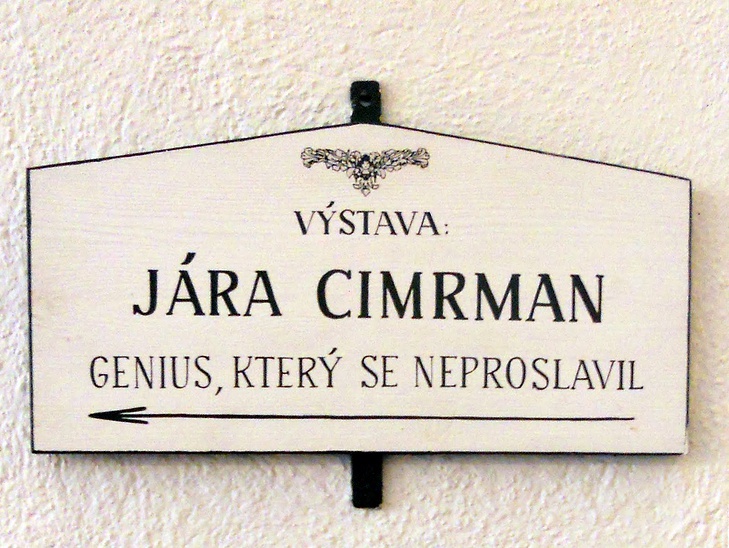 VÝSTAVA:
JÁRA CIMRMAN
GENIUS, KTERÝ SE NEPROSLAVIL